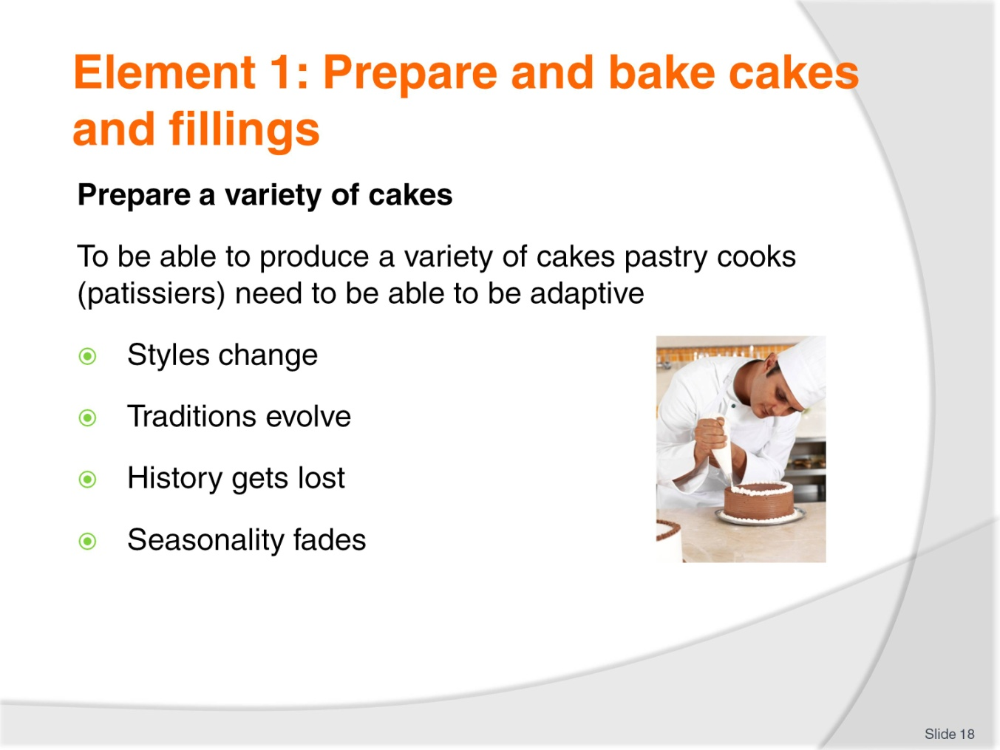 Element 1: Prepare and bake cakes
and fillings
Prepare a variety of cakes
To be able to produce a variety of cakes pastry cooks
(patissiers) need to be able to be adaptive
Styles change
Traditions evolve
History gets lost
Seasonality fades
Slide 18